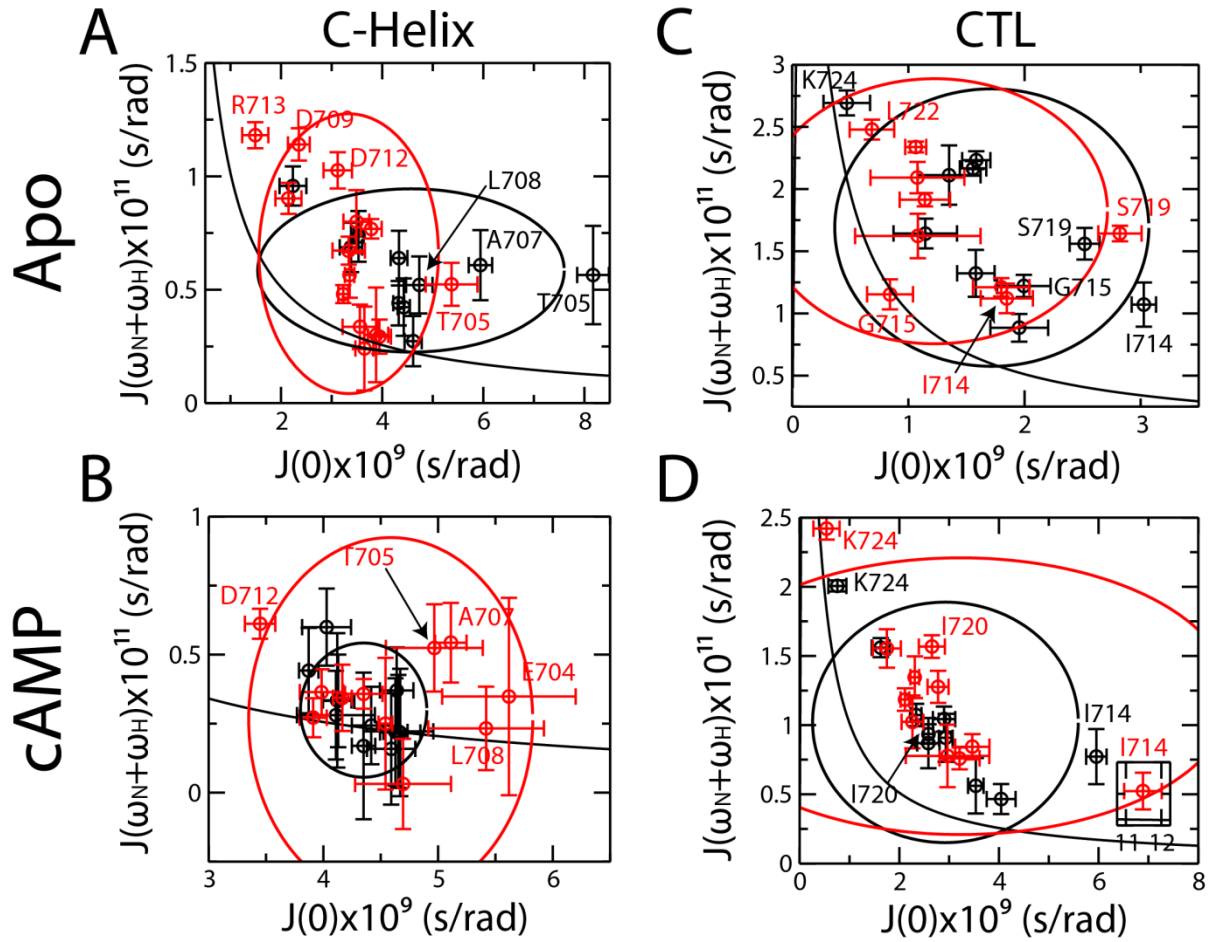 A C-Helix
C CTL
Apo
cAMP
J(ωN+ωH)x10¹¹ (s/rad)
1.5
1
0.5
0
R713
D709
D712
L708
A707
T705
T705
2 4 6 8
J(0)x10⁹ (s/rad)
J(ωN+ωH)x10¹¹ (s/rad)
3
2.5
2
1.5
1
0.5
K724
L722
S719
S719
G715
G715
I714
I714
0 1 2 3
J(0)x10⁹ (s/rad)
B
J(ωN+ωH)x10¹¹ (s/rad)
1
0.5
0
T705
D712
A707
E704
L708
3 4 5 6
J(0)x10⁹ (s/rad)
D
J(ωN+ωH)x10¹¹ (s/rad)
2.5
2
1.5
1
0.5
0
K724
K724
I720
I714
I714
I720
11 12
0 2 4 6 8
J(0)x10⁹ (s/rad)